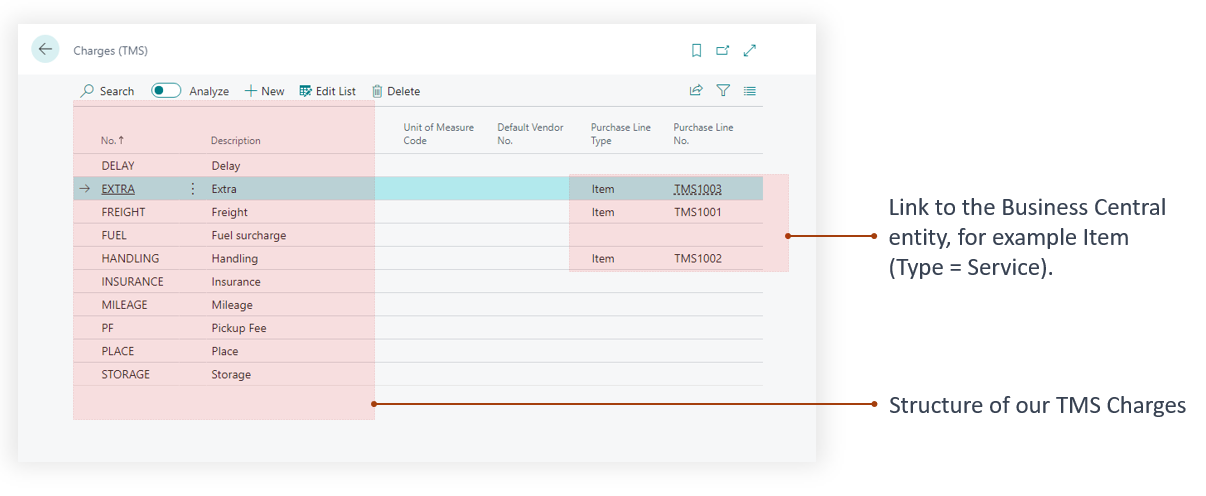 Charges (TMS)
Search Analyze New Edit List Delete
No.↑ Description Unit of Measure Code Default Vendor No. Purchase Line Type Purchase Line No.
DELAY Delay
EXTRA Extra Item TMS1003
FREIGHT Freight Item TMS1001
FUEL Fuel surcharge
HANDLING Handling Item TMS1002
INSURANCE Insurance
MILEAGE Mileage
PF Pickup Fee
PLACE Place
STORAGE Storage
Link to the Business Central
entity, for example Item
(Type = Service).
Structure of our TMS Charges